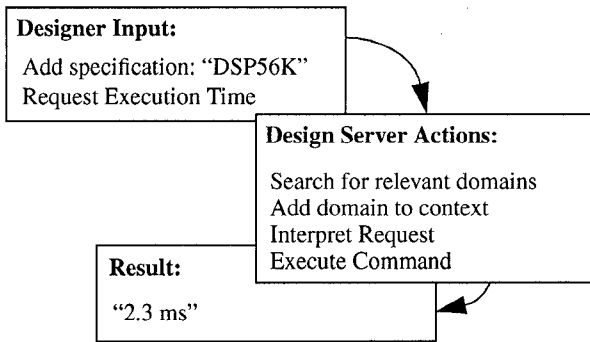 Designer Input:
Add specification: “DSP56K”
Request Execution Time
Design Server Actions:
Search for relevant domains
Add domain to context
Interpret Request
Execute Command
Result:
“2.3 ms”